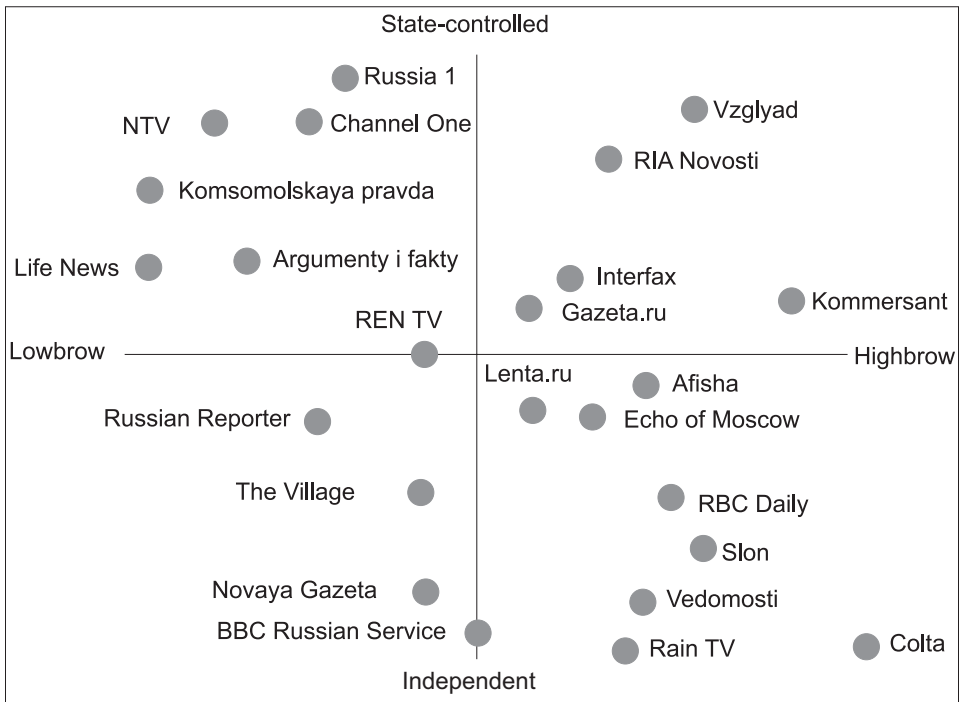 State-controlled
Russia 1
Vzglyad
NTV
Channel One
RIA Novosti
Komsomolskaya pravda
Life News
Argumenty i fakty
Interfax
Kommersant
Gazeta.ru
REN TV
Lowbrow
Highbrow
Lenta.ru
Afisha
Russian Reporter
Echo of Moscow
The Village
RBC Daily
Slon
Novaya Gazeta
Vedomosti
BBC Russian Service
Rain TV
Colta
Independent